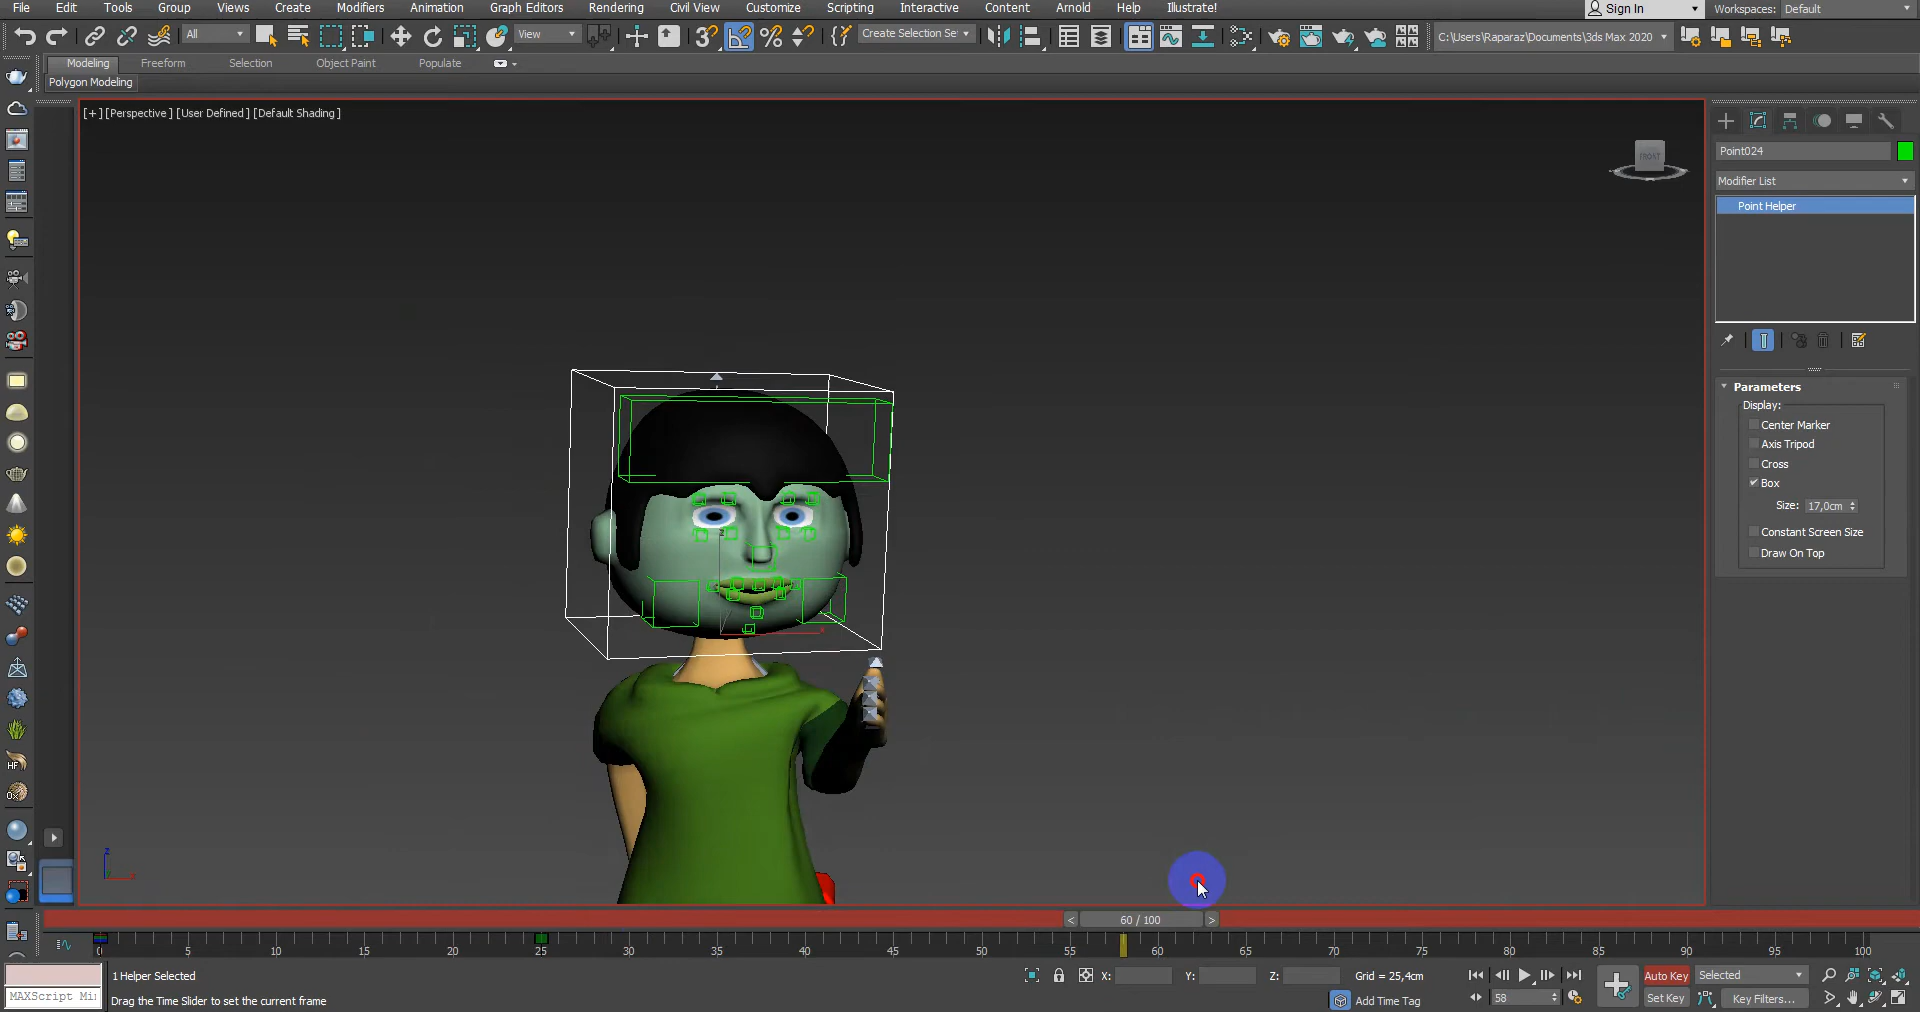 File Edit Tools Group Views Create Modifiers Animation Graph Editors Rendering Civil View Customize Scripting Interactive Content Arnold Help Illustrate! Sign In Workspaces: Default
All View Create Selection Se C:\Users\Raparaz\Documents\3ds Max 2020
Modeling Freeform Selection Object Paint Populate
Polygon Modeling
[+] [Perspective] [User Defined] [Default Shading]
FRONT
Point024
Modifier List
Point Helper
Parameters
Display:
Center Marker
Axis Tripod
Cross
Box
Size: 17,0cm
Constant Screen Size
Draw On Top
z
x
z
x
HF
< 60 / 100 >
0 5 10 15 20 25 30 35 40 45 50 55 60 65 70 75 80 85 90 95 100
1 Helper Selected X: Y: Z: Grid = 25,4cm Auto Key Selected
MAXScript Mi Drag the Time Slider to set the current frame Add Time Tag 58 Set Key Key Filters...